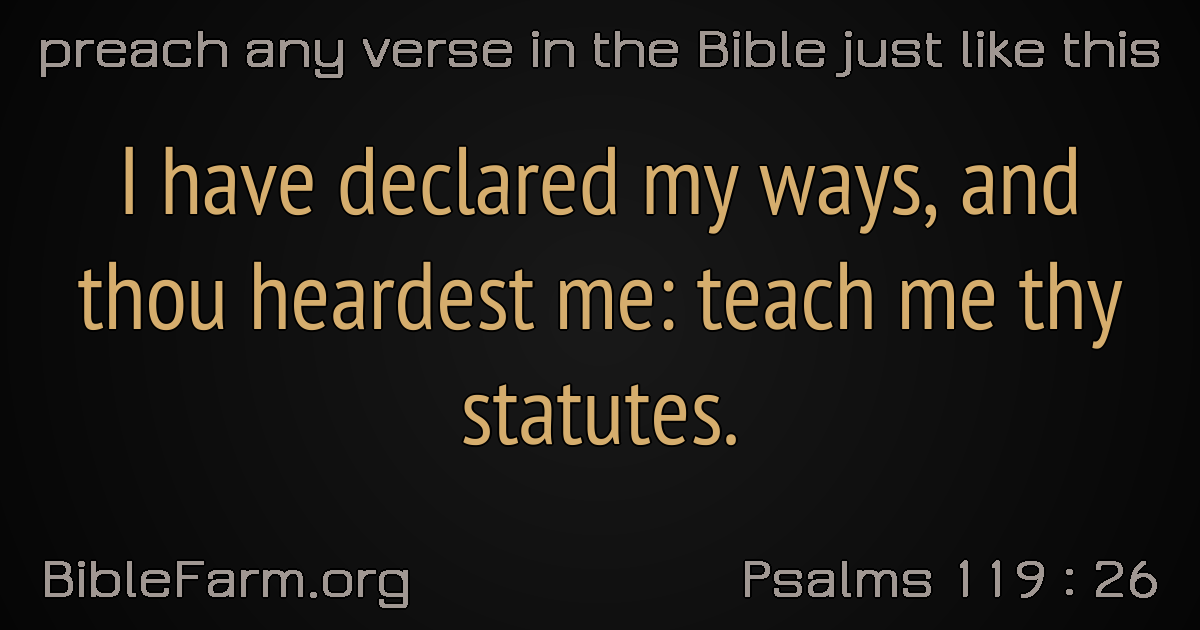 preach any verse in the Bible just like this
I have declared my ways, and
thou heardest me: teach me thy
statutes.
BibleFarm.org
Psalms 119 : 26